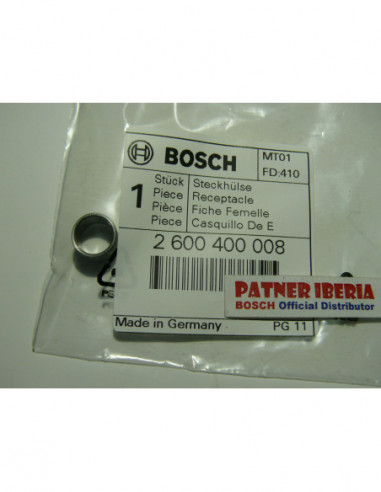 BOSCH
MT01
FD:410
1
Stück Steckhülse
Piece Receptacle
Pièce Fiche Femelle
Piece Casquillo De E
2 600 400 008
PATNER IBERIA
BOSCH Official Distributor
Made in Germany
PG 11